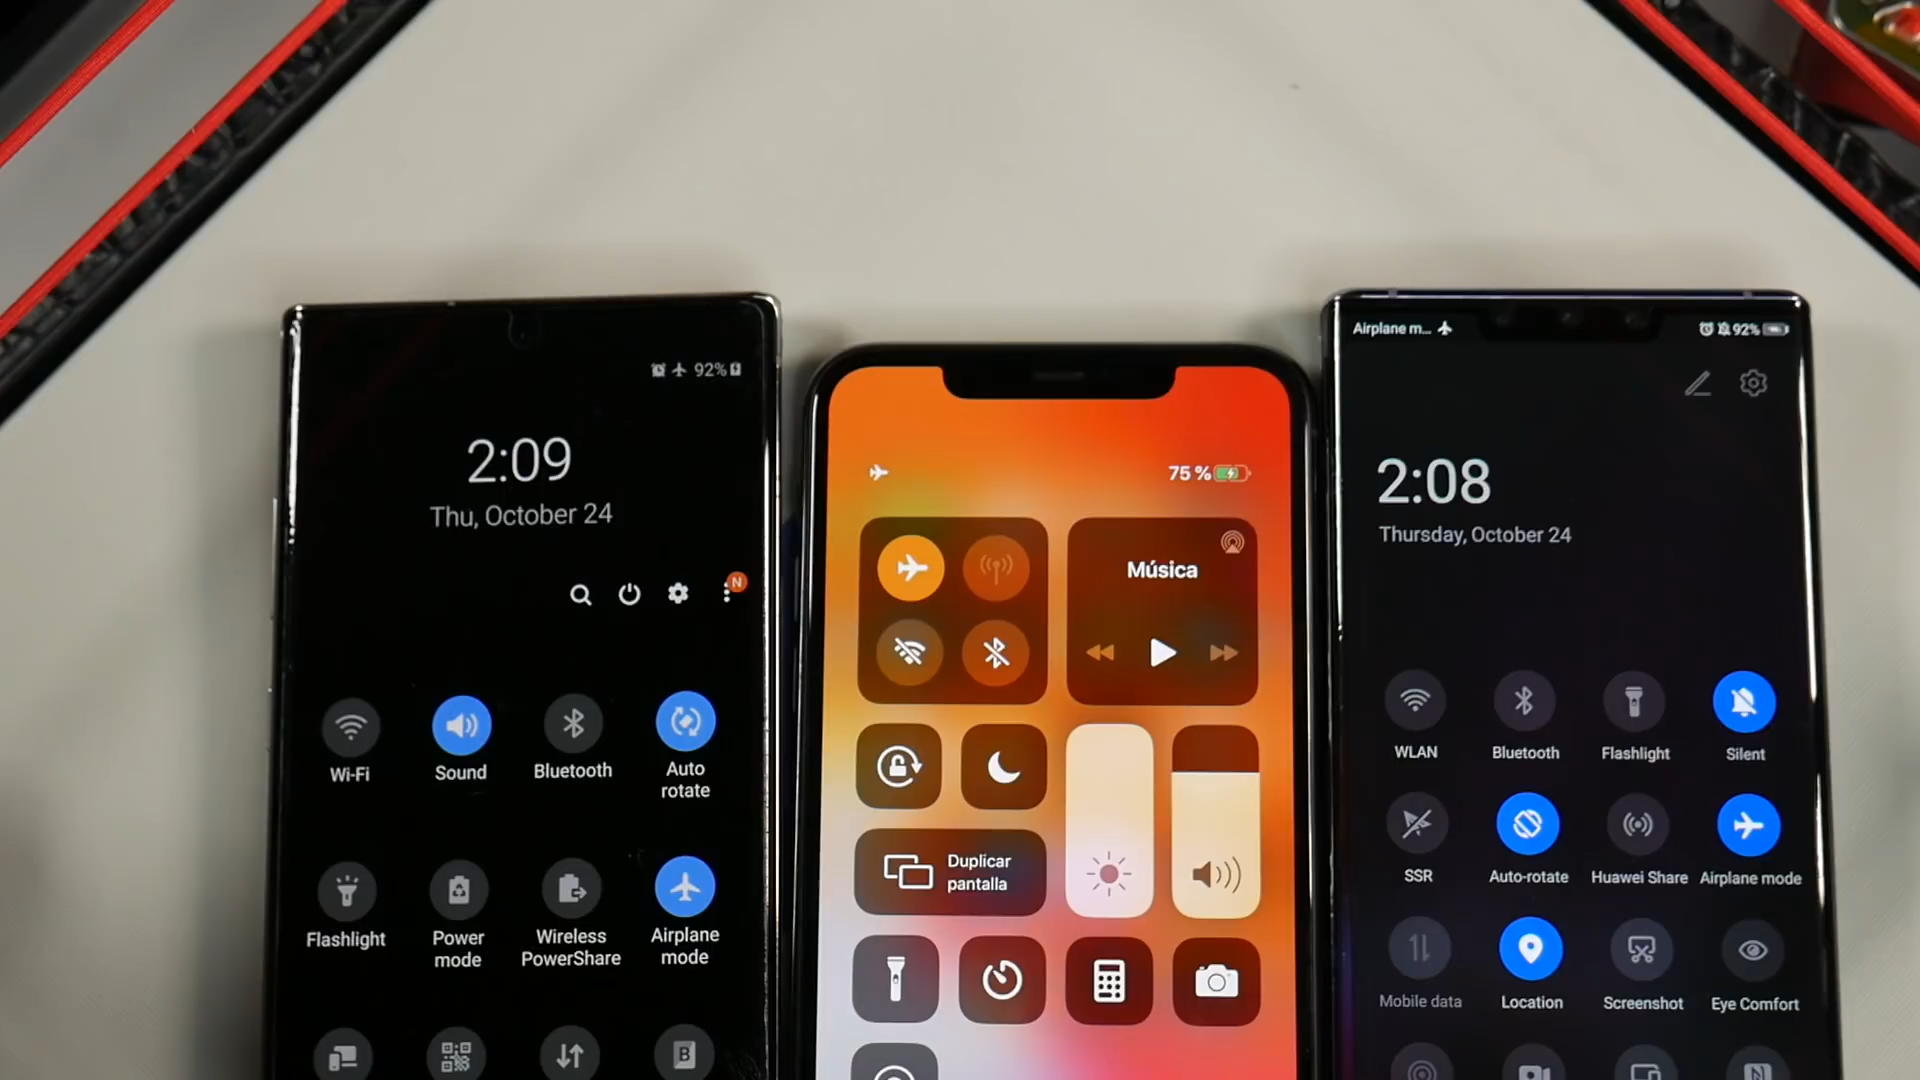 92%
2:09
Thu, October 24
N
Wi-Fi
Sound
Bluetooth
Auto
rotate
Flashlight
Power
mode
Wireless
PowerShare
Airplane
mode
B
75 %
Música
Duplicar
pantalla
Airplane m...
92%
2:08
Thursday, October 24
WLAN
Bluetooth
Flashlight
Silent
SSR
Auto-rotate
Huawei Share
Airplane mode
Mobile data
Location
Screenshot
Eye Comfort
N